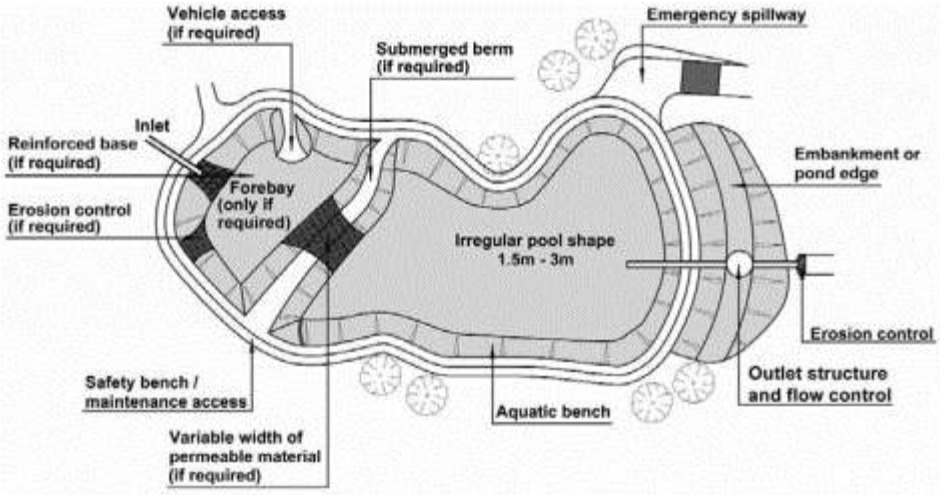 Vehicle access
(if required)
Emergency spillway
Submerged berm
(if required)
Inlet
Reinforced base
(if required)
Forebay
(only if
required)
Erosion control
(if required)
Embankment or
pond edge
Irregular pool shape
1.5m - 3m
Erosion control
Safety bench /
maintenance access
Outlet structure
and flow control
Aquatic bench
Variable width of
permeable material
(if required)